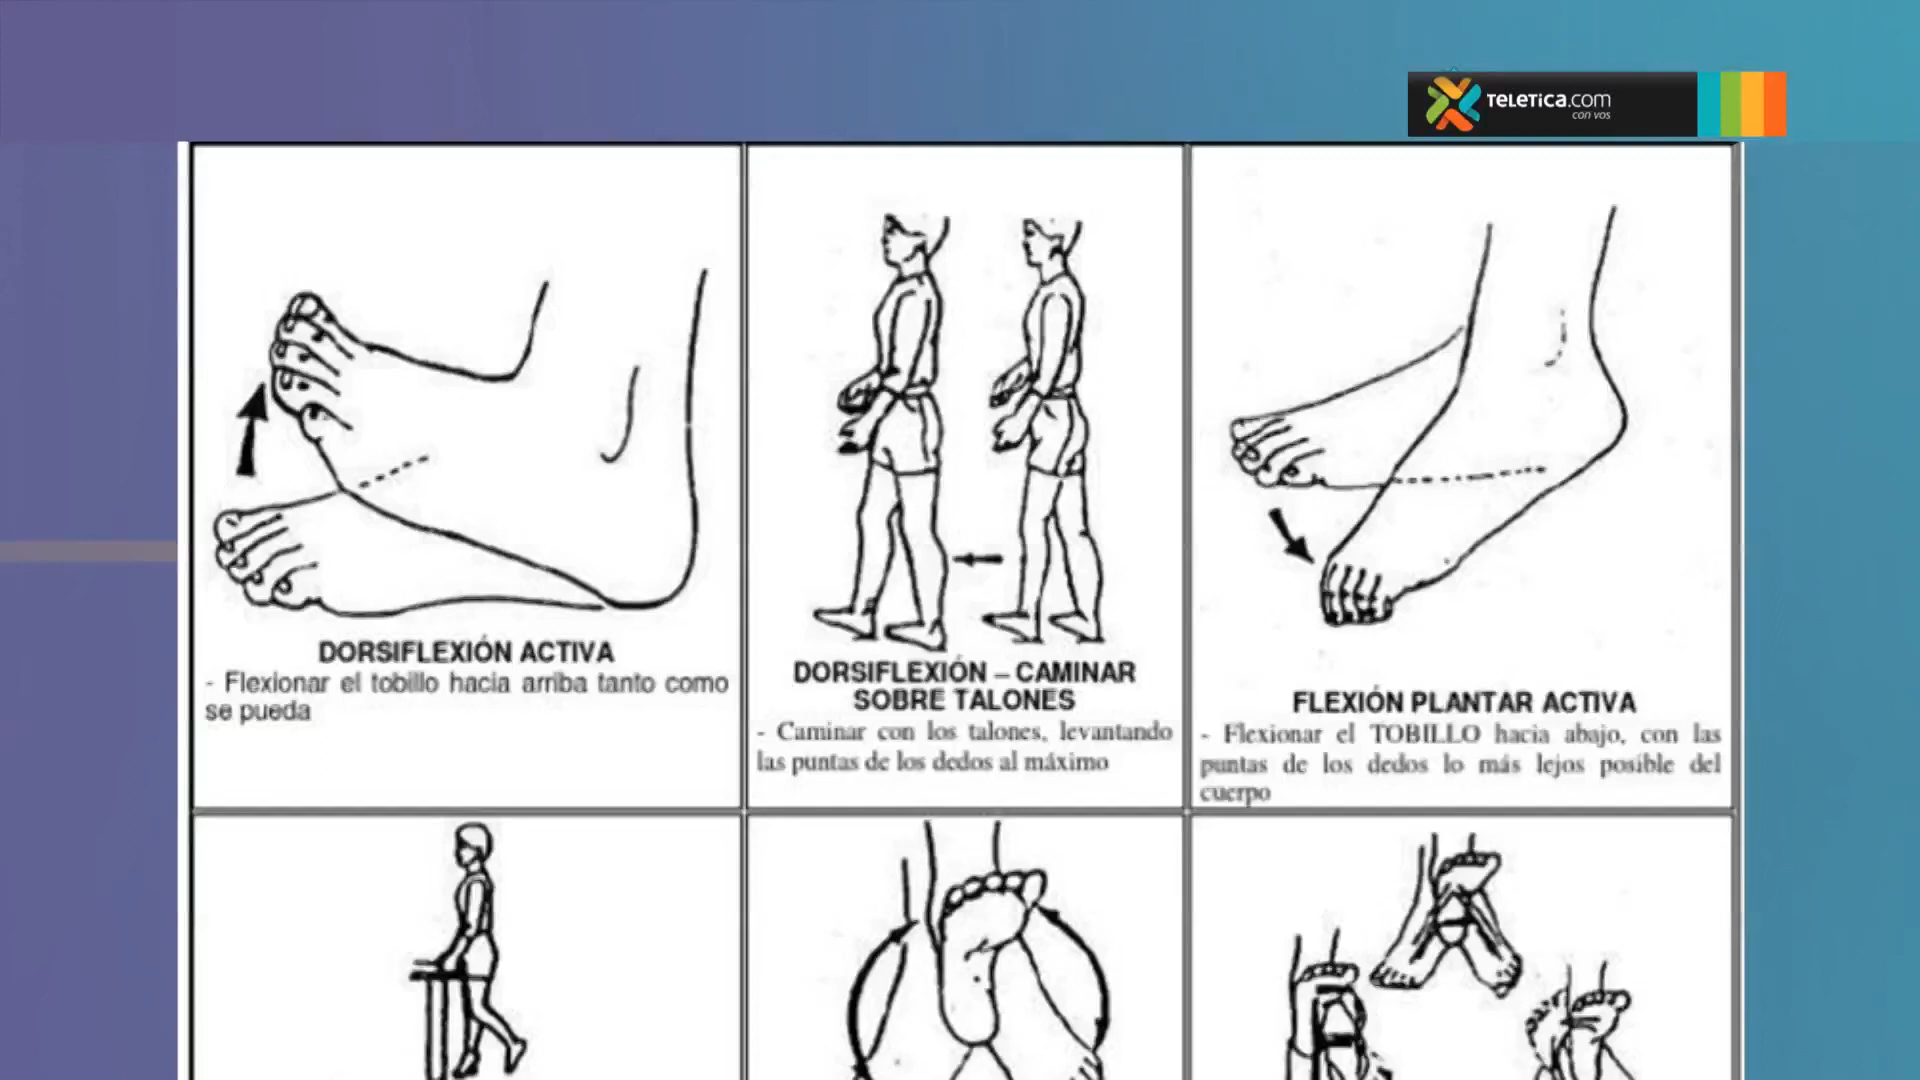 TELETICA.com
con vos
DORSIFLEXIÓN ACTIVA
- Flexionar el tobillo hacia arriba tanto como
se pueda
DORSIFLEXIÓN – CAMINAR
SOBRE TALONES
- Caminar con los talones, levantando
las puntas de los dedos al máximo
FLEXIÓN PLANTAR ACTIVA
- Flexionar el TOBILLO hacia abajo, con las
puntas de los dedos lo más lejos posible del
cuerpo